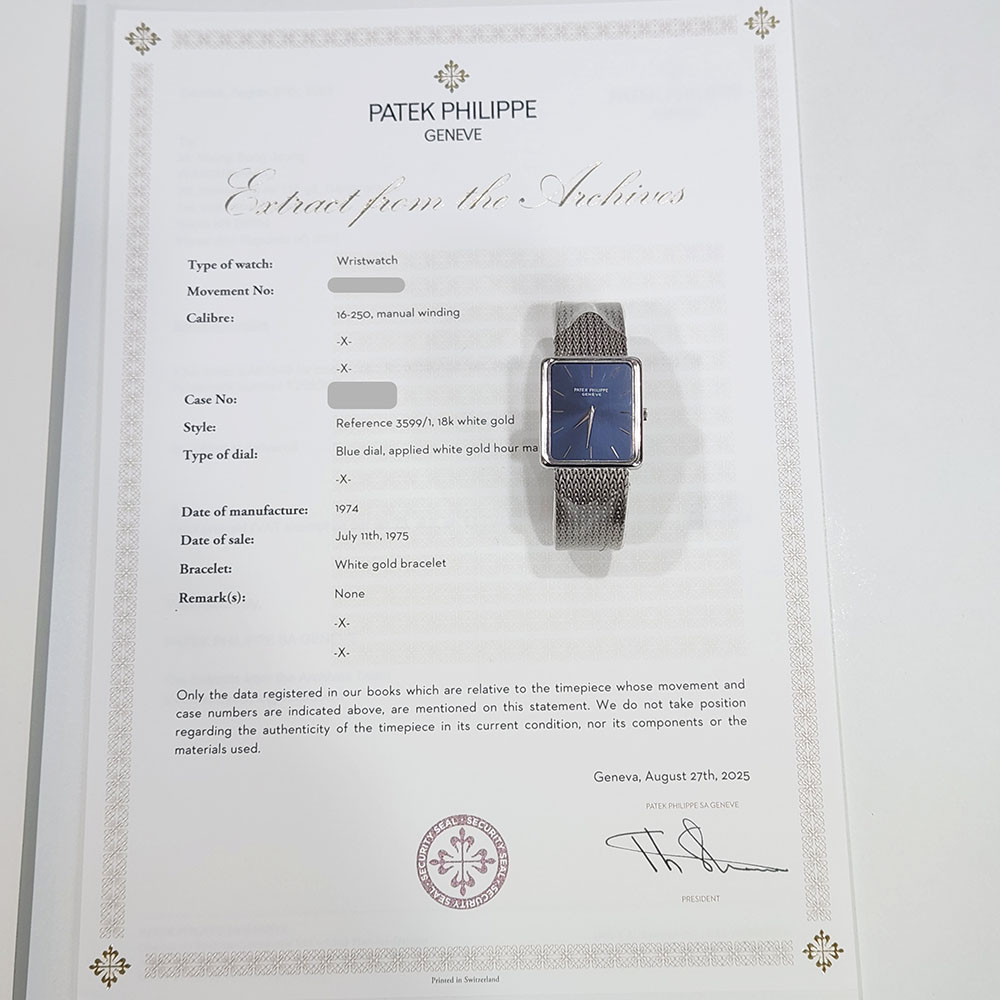 PATEK PHILIPPE
GENEVE
Extract from the Archives
Type of watch: Wristwatch
Movement No:
Calibre: 16-250, manual winding
-X-
-X-
Case No:
Style: Reference 3599/1, 18k white gold
Type of dial: Blue dial, applied white gold hour ma
-X-
Date of manufacture: 1974
Date of sale: July 11th, 1975
Bracelet: White gold bracelet
Remark(s): None
-X-
-X-
PATEK PHILIPPE
GENÈVE
Only the data registered in our books which are relative to the timepiece whose movement and
case numbers are indicated above, are mentioned on this statement. We do not take position
regarding the authenticity of the timepiece in its current condition, nor its components or the
materials used.
Geneva, August 27th, 2025
PATEK PHILIPPE SA GENEVE
SECURITY SEAL · SECURITY SEAL · SECURITY SEAL ·
PRESIDENT
Printed in Switzerland